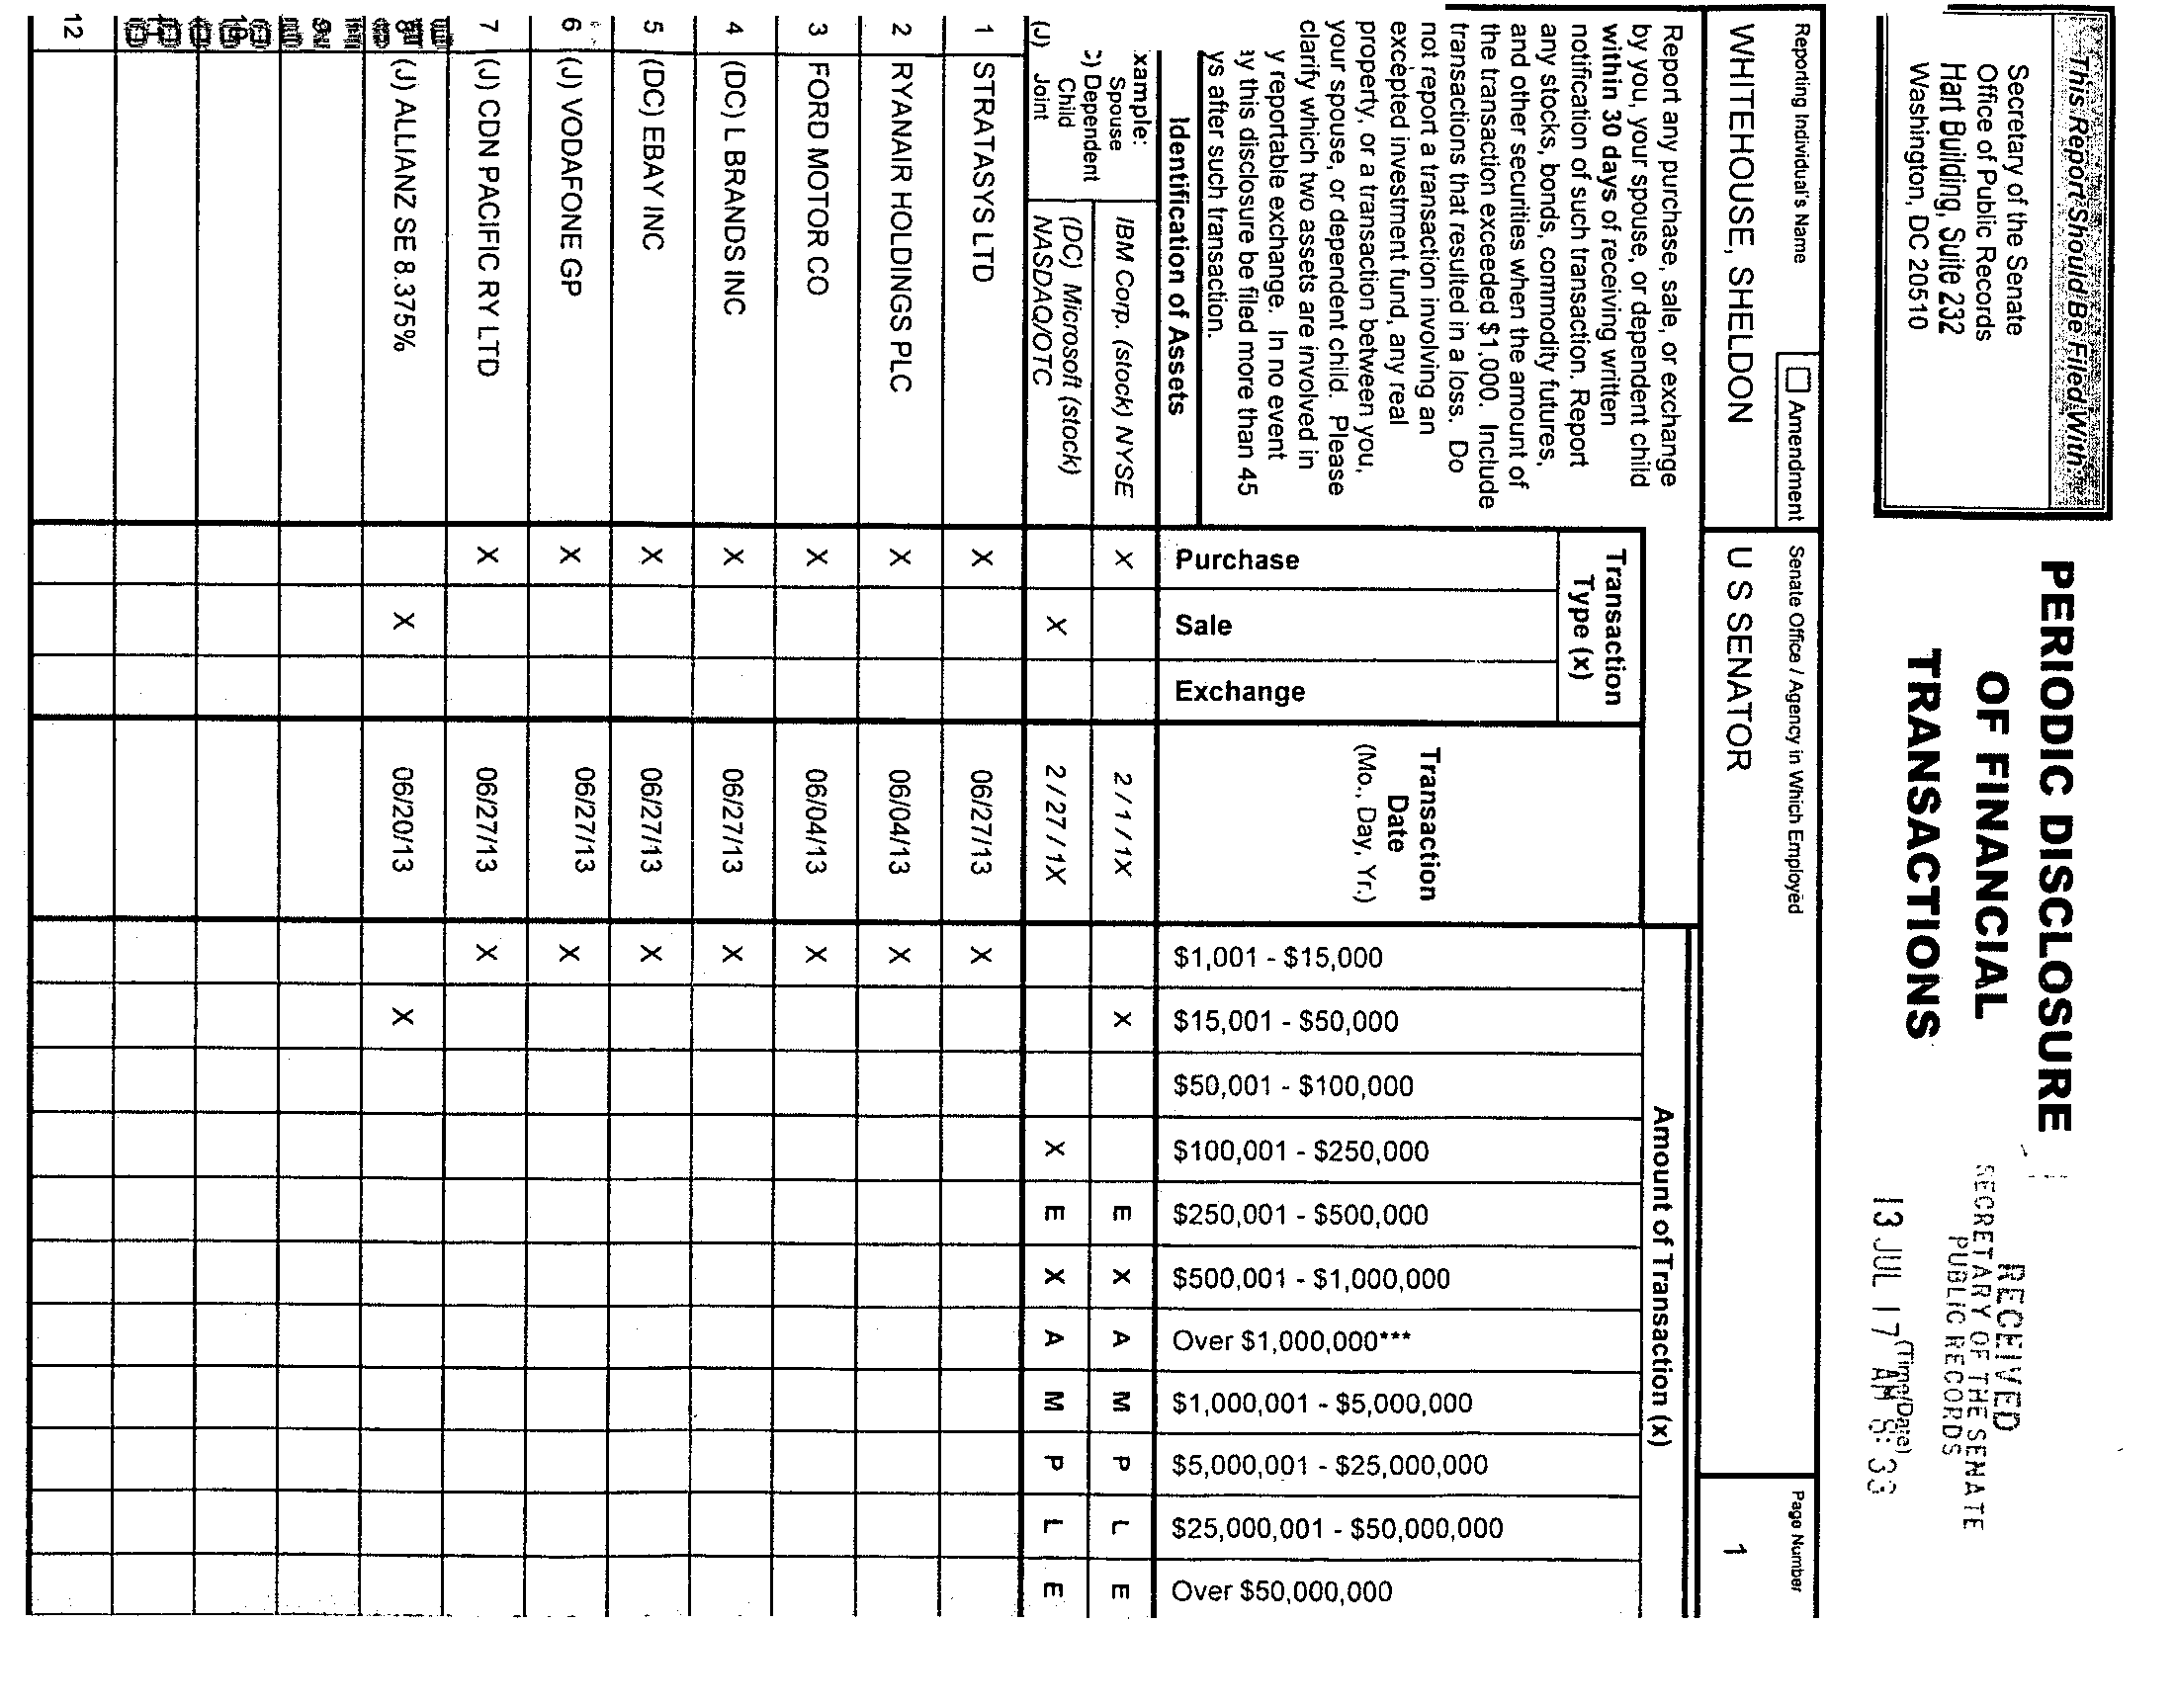 This Report Should Be Filed With:
Secretary of the Senate
Office of Public Records
Hart Building, Suite 232
Washington, DC 20510
PERIODIC DISCLOSURE
OF FINANCIAL
TRANSACTIONS
RECEIVED
SECRETARY OF THE SENATE
PUBLIC RECORDS
(Time/Date)
13 JUL 17 AM 8:33
Reporting Individual's Name
Amendment
Senate Office / Agency in Which Employed
Page Number
WHITEHOUSE, SHELDON
U S SENATOR
1
Report any purchase, sale, or exchange
by you, your spouse, or dependent child
within 30 days of receiving written
notification of such transaction. Report
any stocks, bonds, commodity futures,
and other securities when the amount of
the transaction exceeded $1,000. Include
transactions that resulted in a loss. Do
not report a transaction involving an
excepted investment fund, any real
property, or a transaction between you,
your spouse, or dependent child. Please
clarify which two assets are involved in
y reportable exchange. In no event
ay this disclosure be filed more than 45
ys after such transaction.
Identification of Assets
Transaction
Type (x)
Purchase
Sale
Exchange
Transaction
Date
(Mo., Day, Yr.)
Amount of Transaction (x)
$1,001 - $15,000
$15,001 - $50,000
$50,001 - $100,000
$100,001 - $250,000
$250,001 - $500,000
$500,001 - $1,000,000
Over $1,000,000***
$1,000,001 - $5,000,000
$5,000,001 - $25,000,000
$25,000,001 - $50,000,000
Over $50,000,000
xample:
Spouse
c) Dependent
Child
(J) Joint
IBM Corp. (stock) NYSE X 2 / 1 / 1X X E X A M P L E
(DC) Microsoft (stock)
NASDAQ/OTC X 2 / 27 / 1X X E X A M P L E
1 STRATASYS LTD X 06/27/13 X
2 RYANAIR HOLDINGS PLC X 06/04/13 X
3 FORD MOTOR CO X 06/04/13 X
4 (DC) L BRANDS INC X 06/27/13 X
5 (DC) EBAY INC X 06/27/13 X
6 (J) VODAFONE GP X 06/27/13 X
7 (J) CDN PACIFIC RY LTD X 06/27/13 X
(J) ALLIANZ SE 8.375% X 06/20/13 X
12